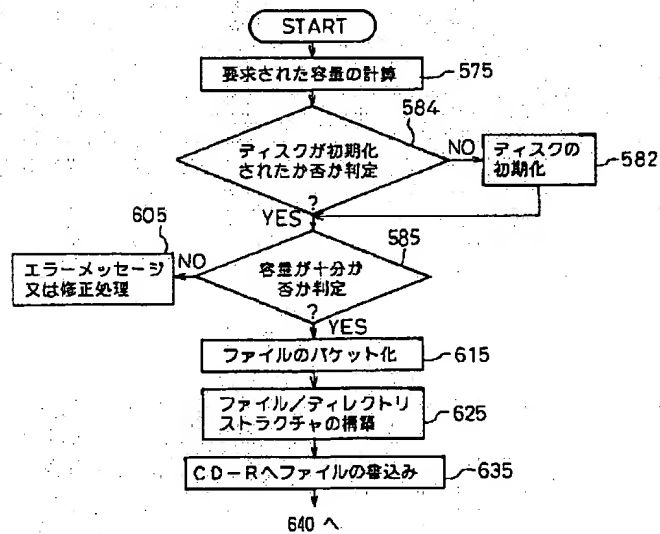 START
要求された容量の計算
575
584
ディスクが初期化
されたか否か判定
?
NO
ディスクの
初期化
582
YES
605
エラーメッセージ
又は修正処理
NO
585
容量が十分か
否か判定
?
YES
ファイルのパケット化
615
ファイル/ディレクトリ
ストラクチャの構築
625
CD-Rへファイルの書込み
635
640へ